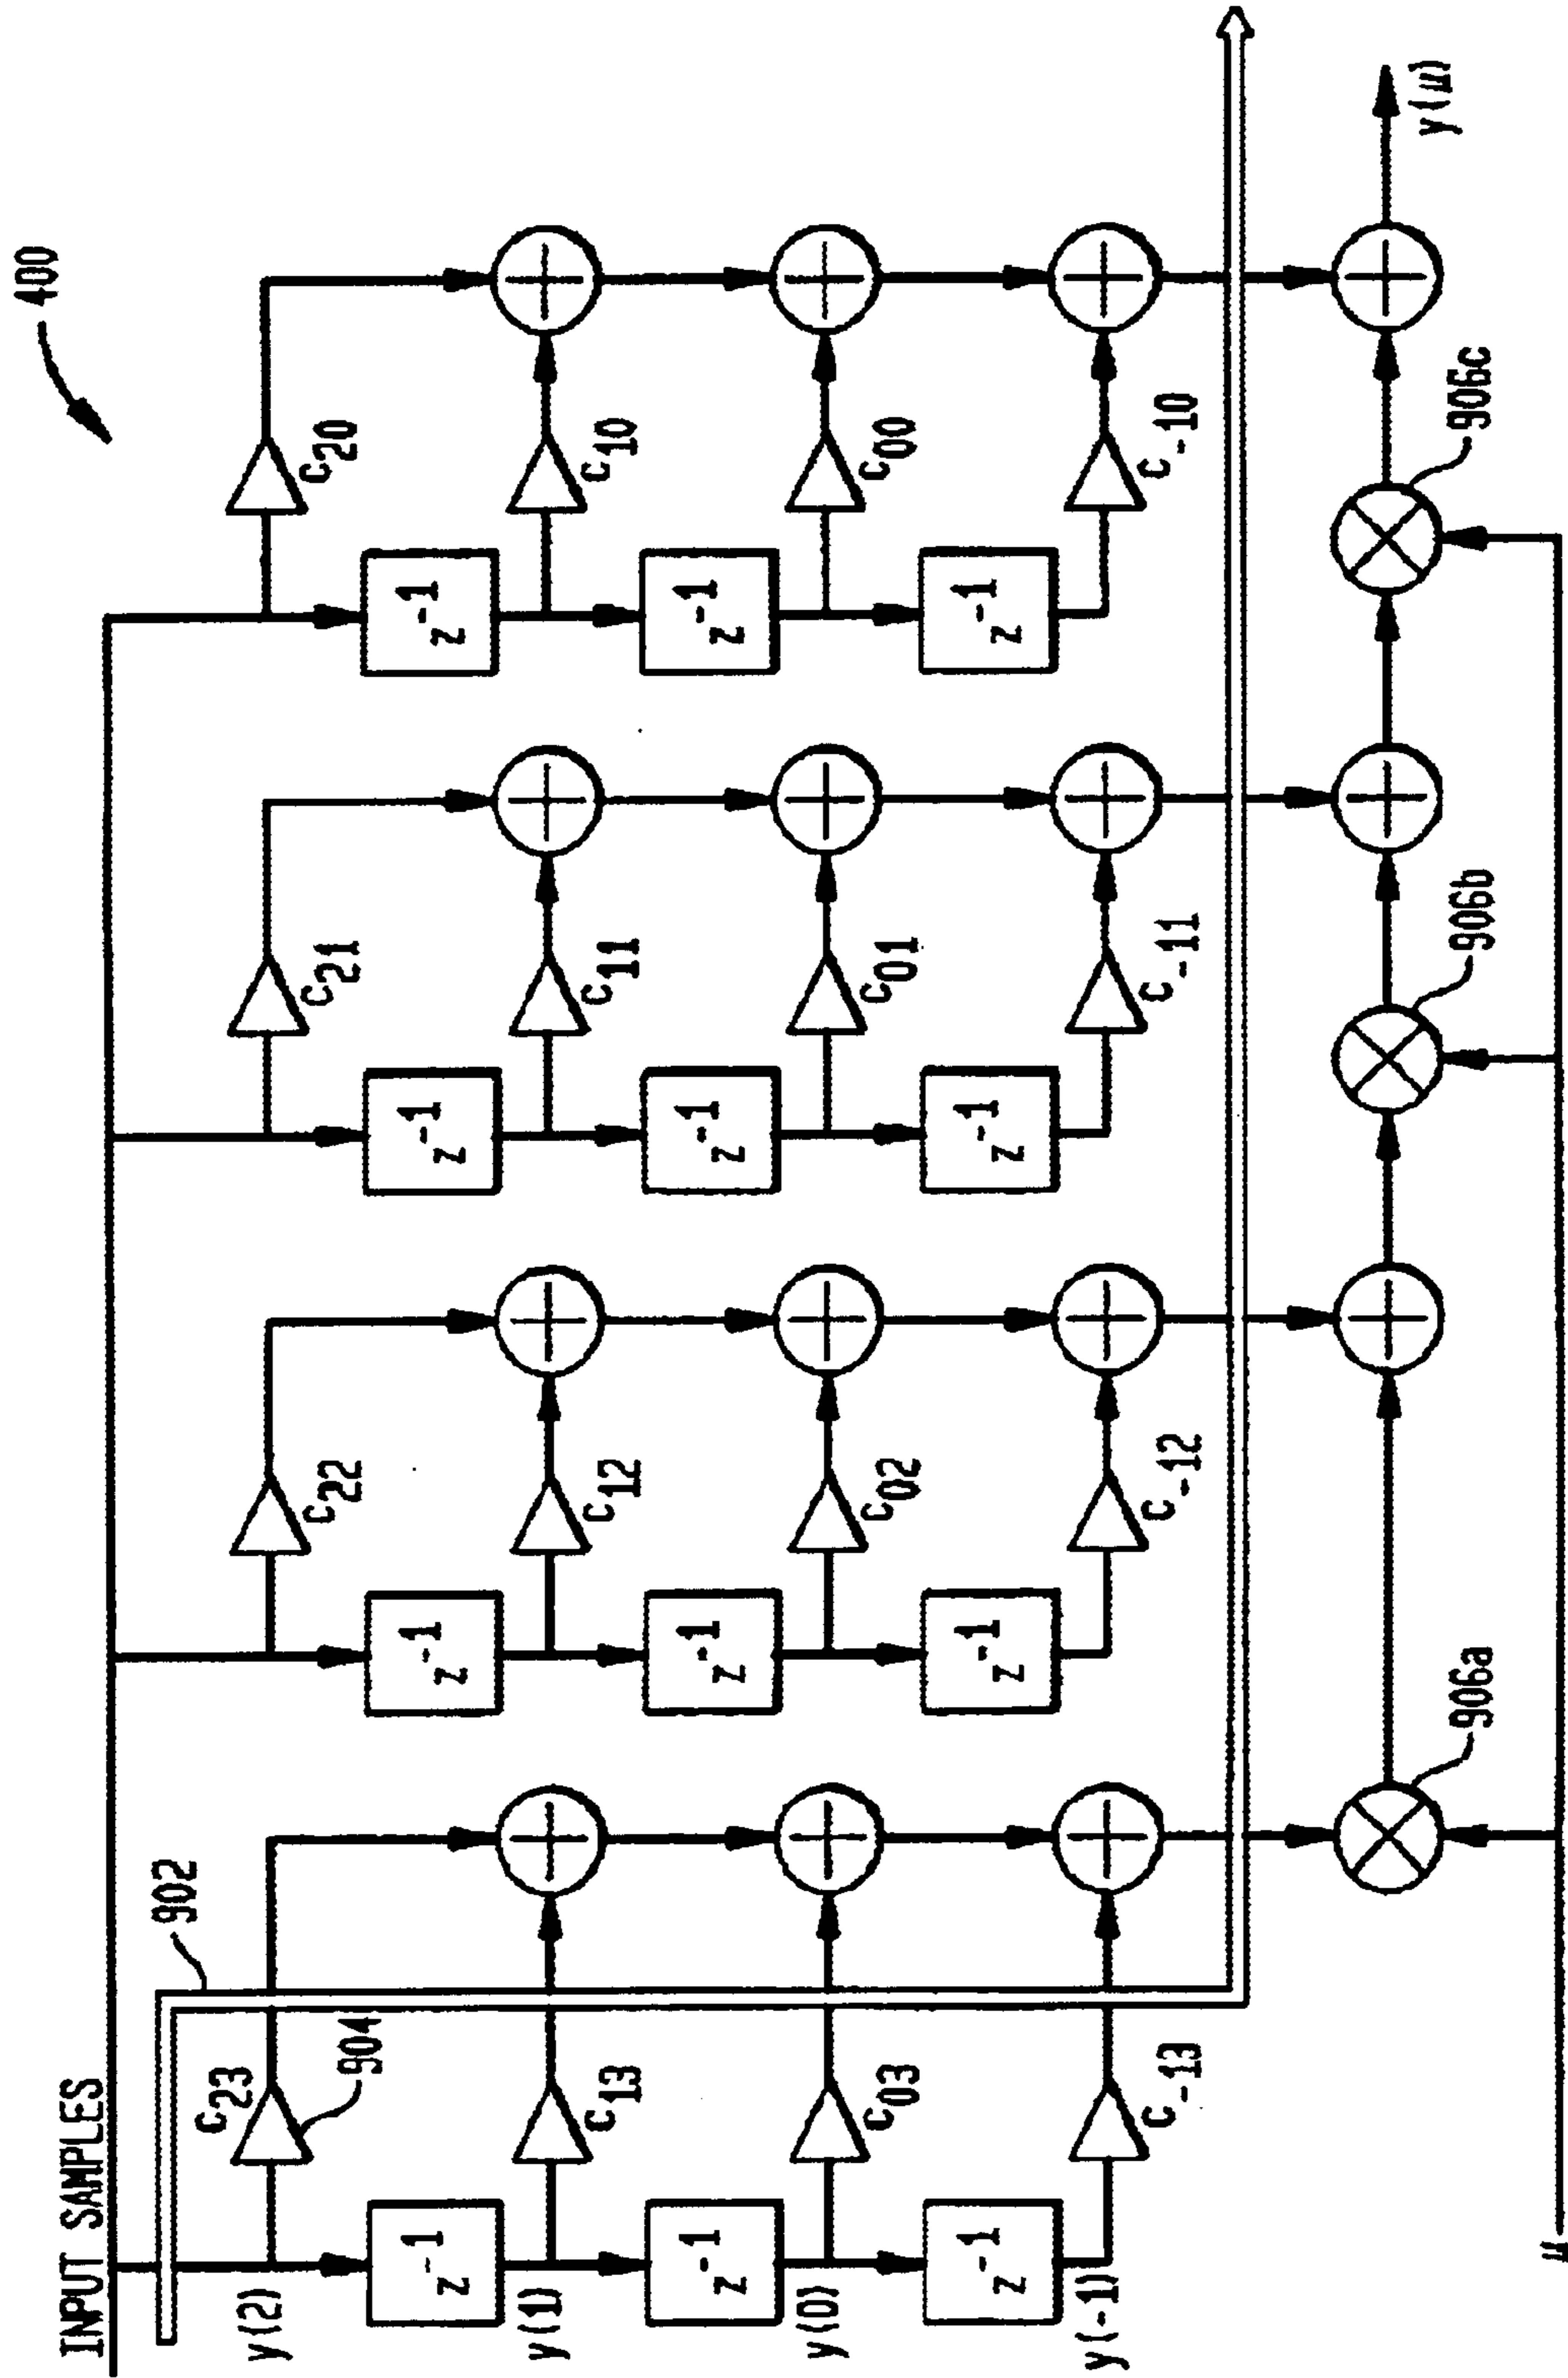 400
INPUT SAMPLES
902
y(2)
C23
904
C22
C21
C20
z-1
z-1
z-1
z-1
y(1)
C13
C12
C11
C10
z-1
z-1
z-1
z-1
y(0)
C03
C02
C01
C00
z-1
z-1
z-1
z-1
y(-1)
C-13
C-12
C-11
C-10
906a
906b
906c
y(μ)
μ